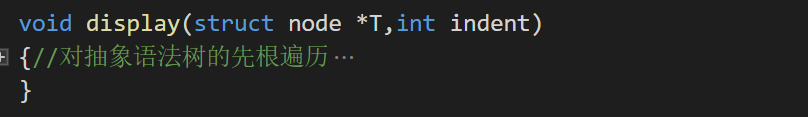 void display(struct node *T,int indent)
{//对抽象语法树的先根遍历…
}